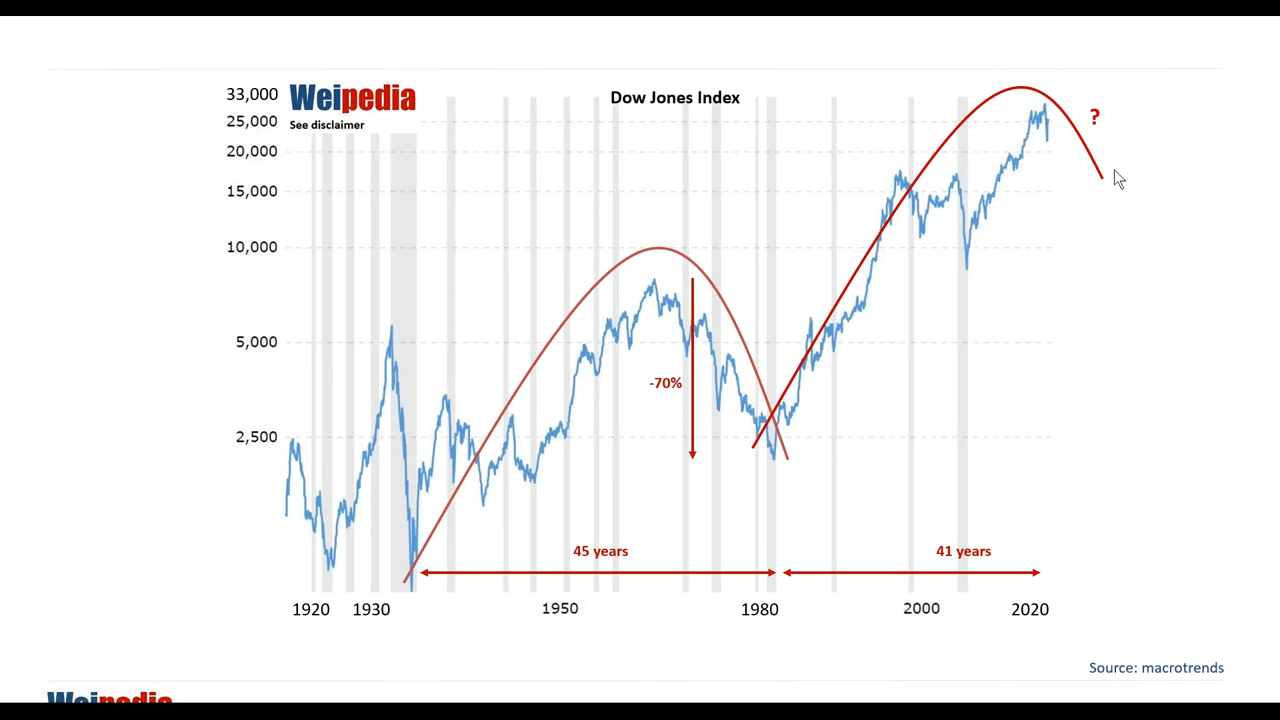 Dow Jones Index
Weipedia
See disclaimer
33,000
25,000
20,000
15,000
10,000
5,000
2,500
?
-70%
45 years
41 years
1920
1930
1950
1980
2000
2020
Source: macrotrends
Weipedia